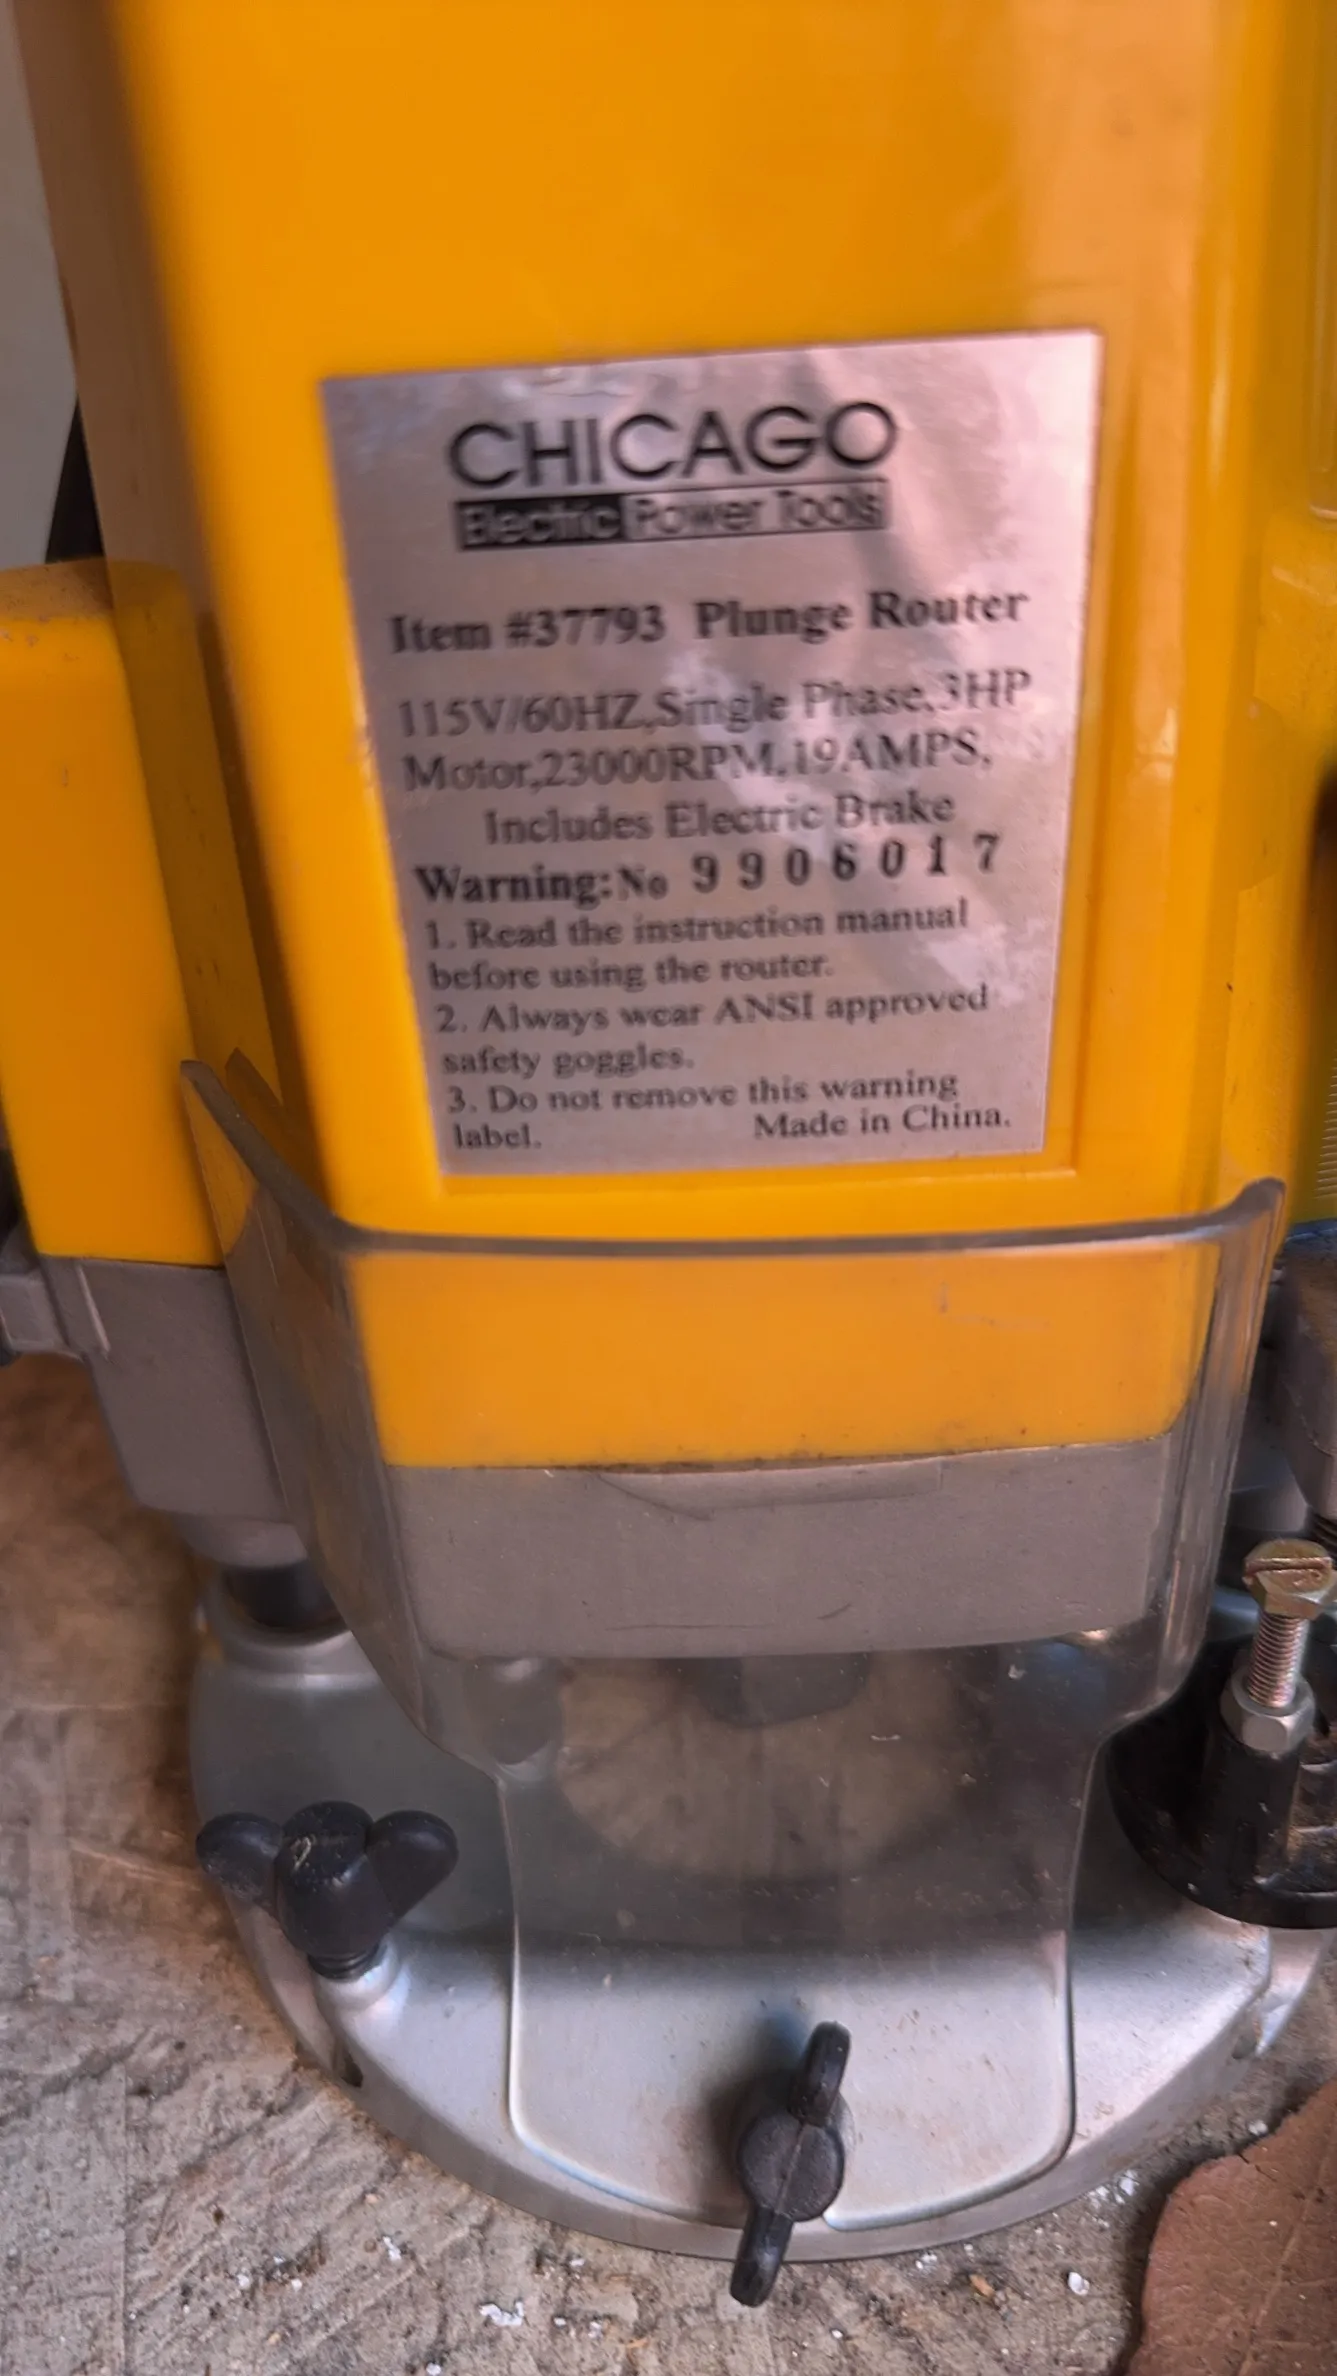 CHICAGO
Electric Power Tools
Item #37793 Plunge Router
115V/60HZ,Single Phase,3HP
Motor,23000RPM,19AMPS,
Includes Electric Brake
Warning:No 9906017
1. Read the instruction manual
before using the router.
2. Always wear ANSI approved
safety goggles.
3. Do not remove this warning
label. Made in China.